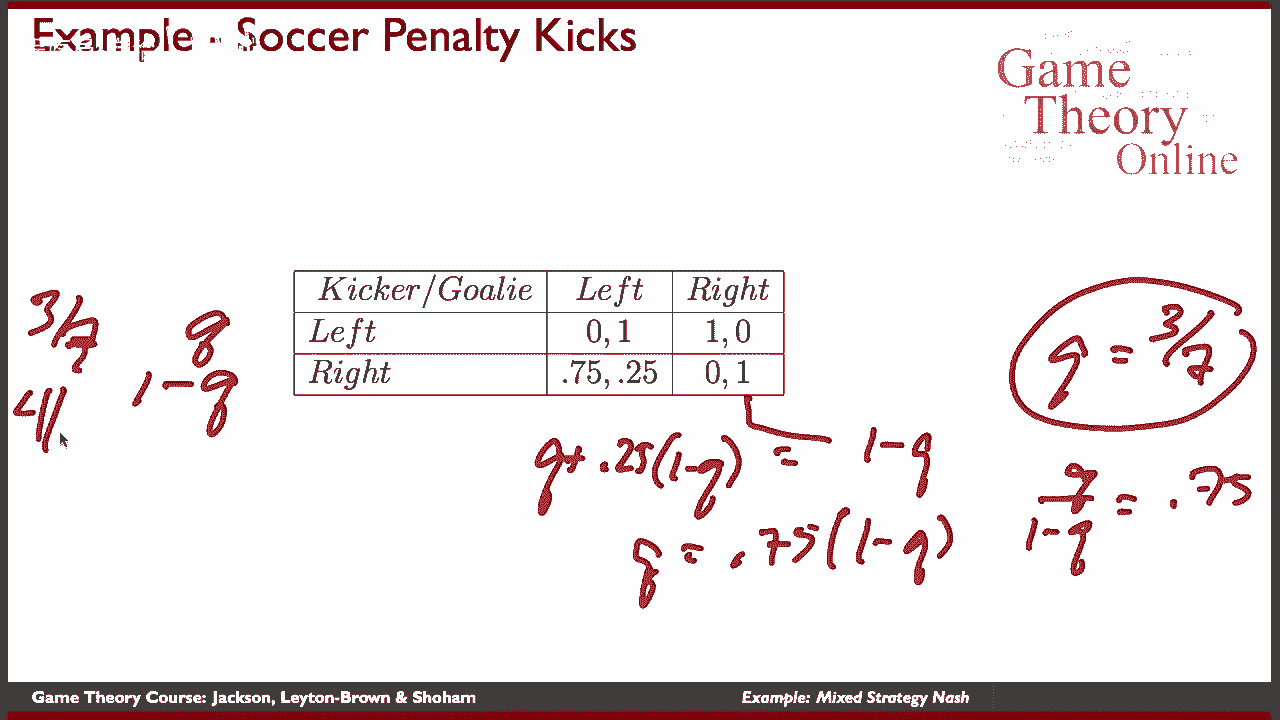 Example - Soccer Penalty Kicks
Game
Theory
Online
Kicker/Goalie Left Right
Left 0, 1 1, 0
Right .75, .25 0, 1
3/7 q
4/ 1-q
q+.25(1-q) = 1-q
q = .75(1-q)
q = 3/7
q/1-q = .75
Game Theory Course: Jackson, Leyton-Brown & Shoham
Example: Mixed Strategy Nash